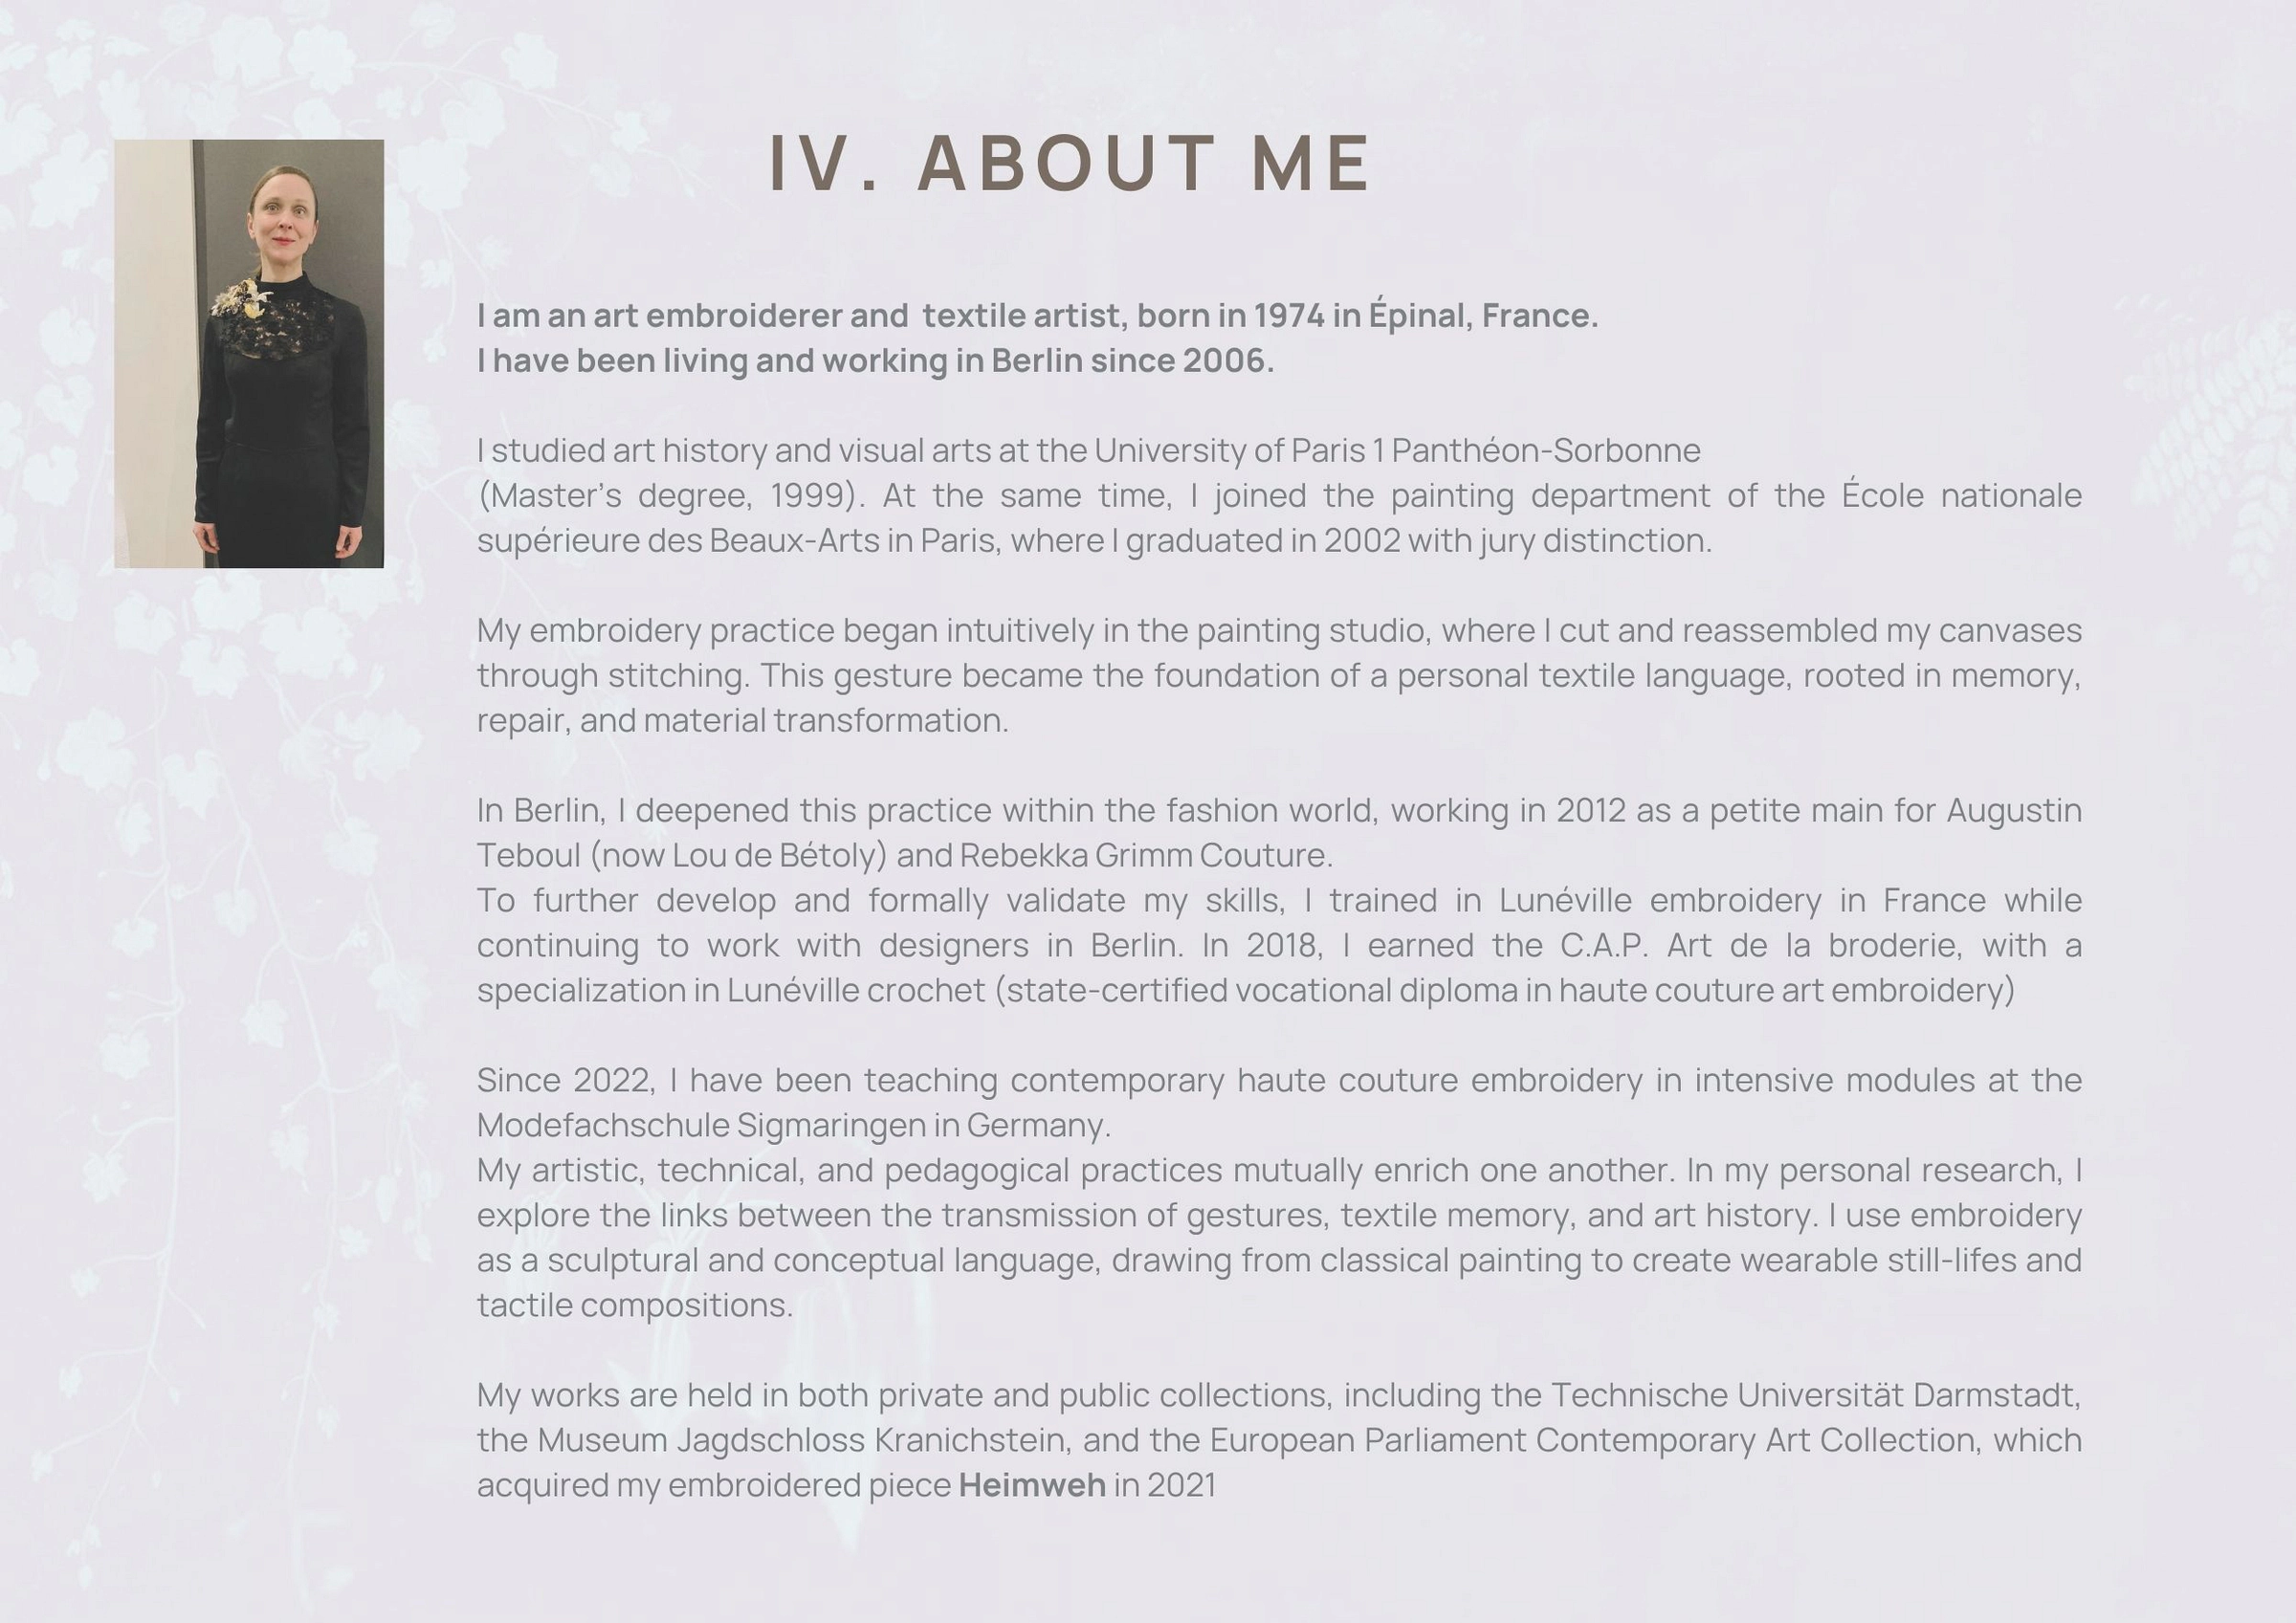 IV. ABOUT ME
I am an art embroiderer and  textile artist, born in 1974 in Épinal, France.
I have been living and working in Berlin since 2006.
I studied art history and visual arts at the University of Paris 1 Panthéon-Sorbonne
(Master’s degree, 1999). At the same time, I joined the painting department of the École nationale
supérieure des Beaux-Arts in Paris, where I graduated in 2002 with jury distinction.
My embroidery practice began intuitively in the painting studio, where I cut and reassembled my canvases
through stitching. This gesture became the foundation of a personal textile language, rooted in memory,
repair, and material transformation.
In Berlin, I deepened this practice within the fashion world, working in 2012 as a petite main for Augustin
Teboul (now Lou de Bétoly) and Rebekka Grimm Couture.
To further develop and formally validate my skills, I trained in Lunéville embroidery in France while
continuing to work with designers in Berlin. In 2018, I earned the C.A.P. Art de la broderie, with a
specialization in Lunéville crochet (state-certified vocational diploma in haute couture art embroidery)
Since 2022, I have been teaching contemporary haute couture embroidery in intensive modules at the
Modefachschule Sigmaringen in Germany.
My artistic, technical, and pedagogical practices mutually enrich one another. In my personal research, I
explore the links between the transmission of gestures, textile memory, and art history. I use embroidery
as a sculptural and conceptual language, drawing from classical painting to create wearable still-lifes and
tactile compositions.
My works are held in both private and public collections, including the Technische Universität Darmstadt,
the Museum Jagdschloss Kranichstein, and the European Parliament Contemporary Art Collection, which
acquired my embroidered piece Heimweh in 2021